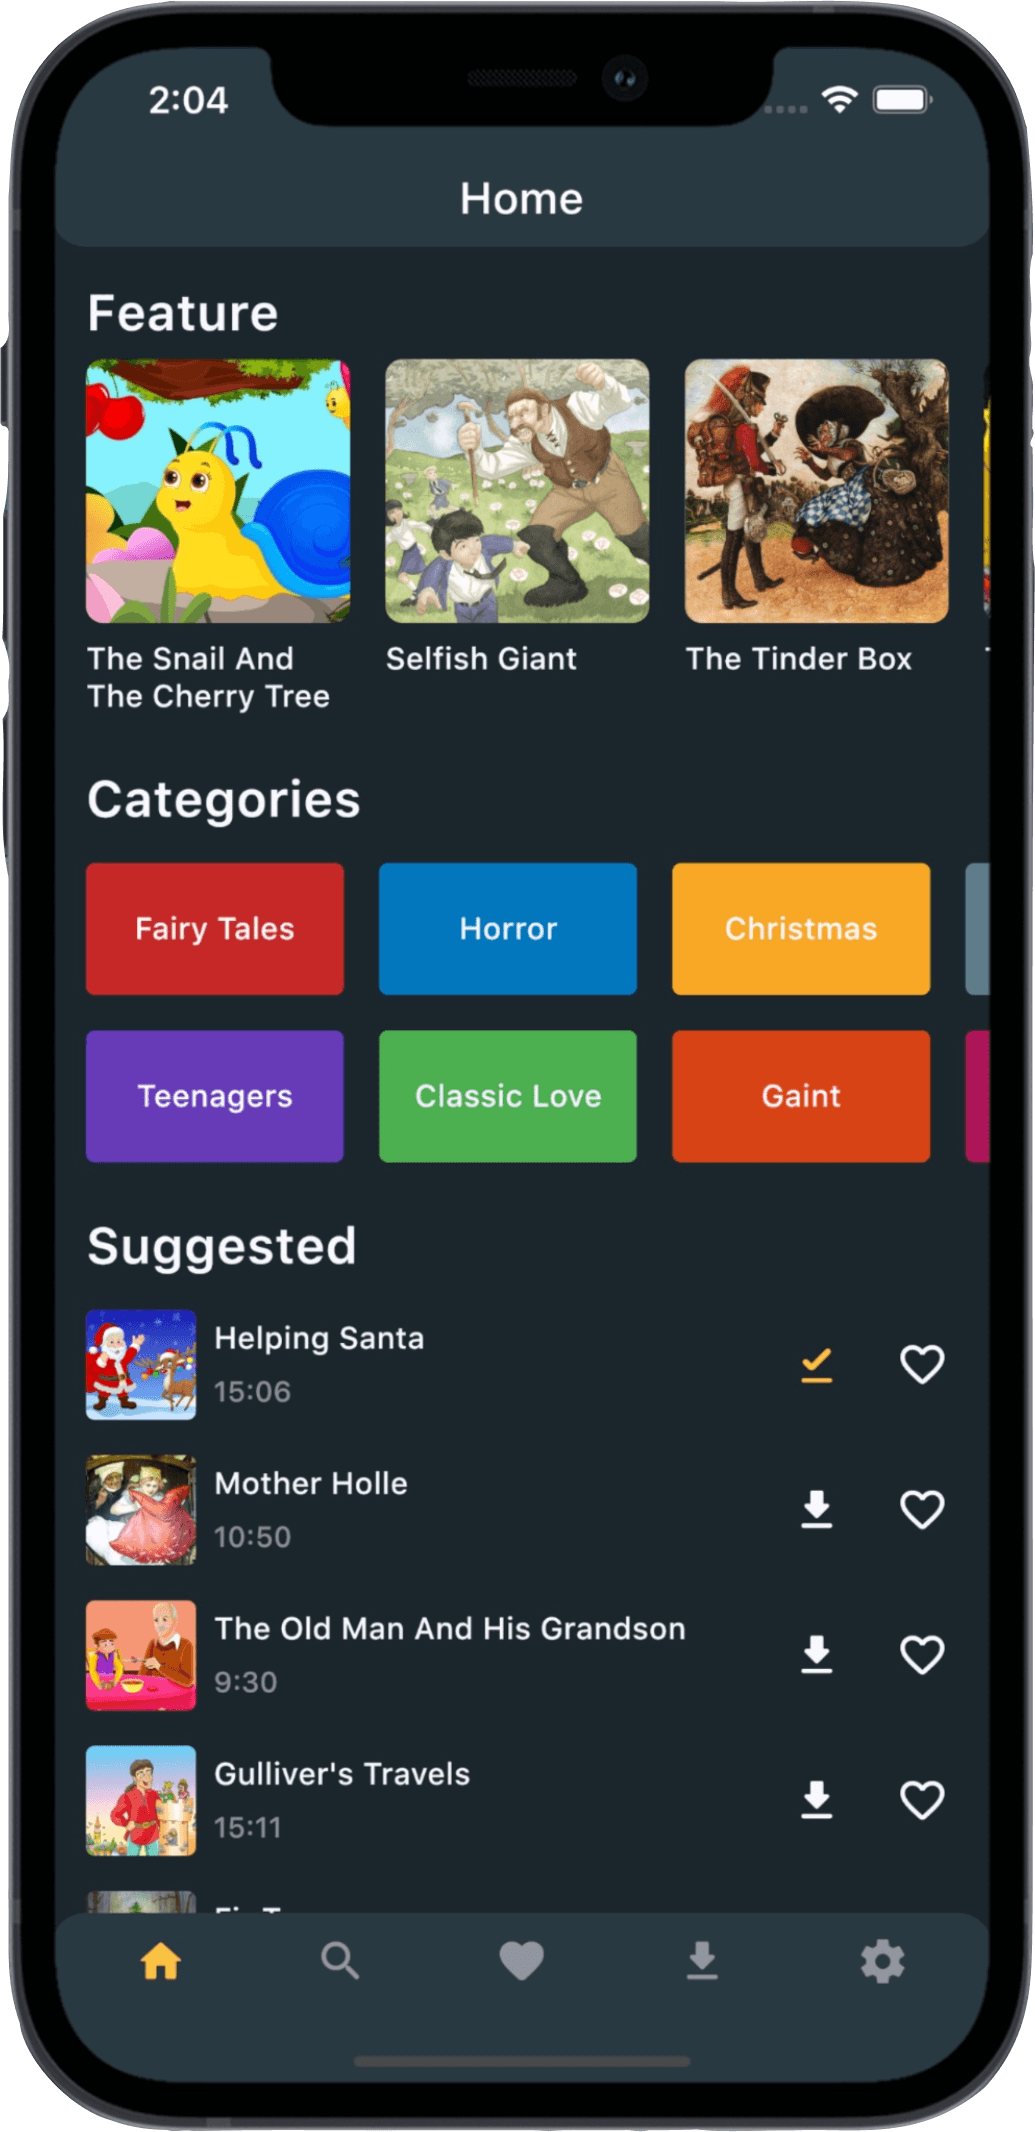 2:04
Home
Feature
The Snail And
The Cherry Tree
Selfish Giant
The Tinder Box
Categories
Fairy Tales
Horror
Christmas
Teenagers
Classic Love
Gaint
Suggested
Helping Santa
15:06
Mother Holle
10:50
The Old Man And His Grandson
9:30
Gulliver's Travels
15:11